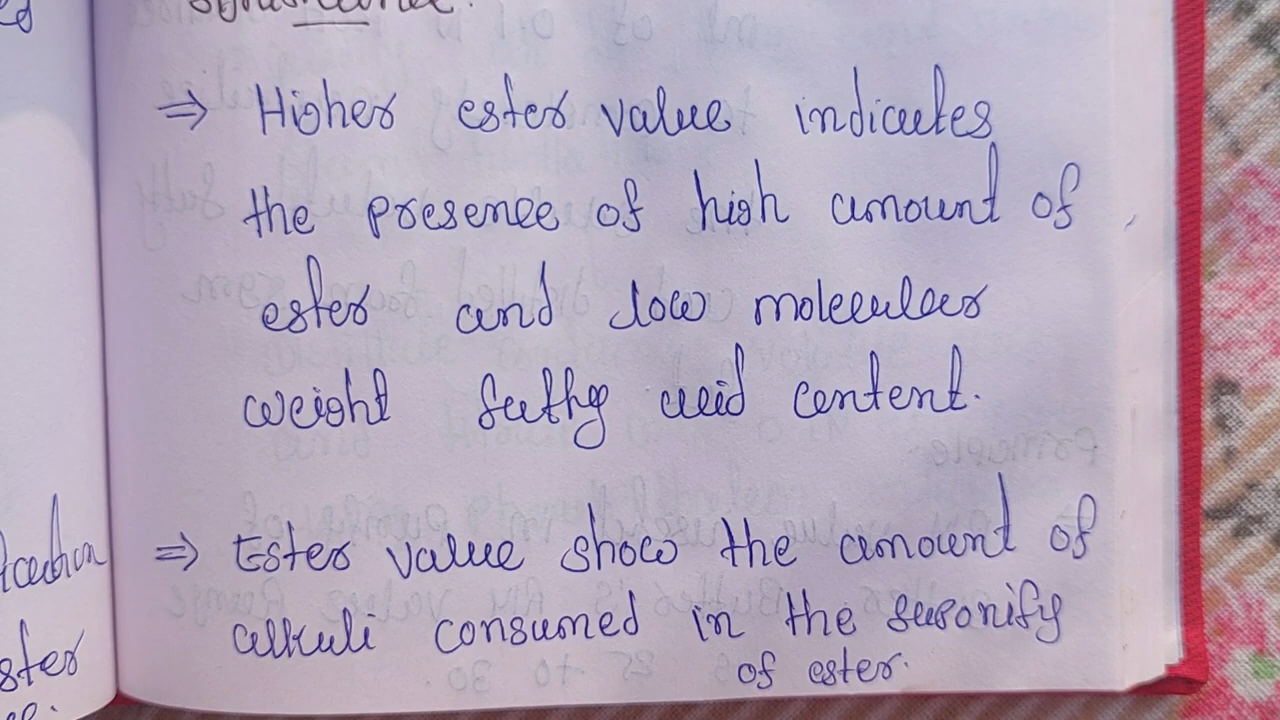 ⇒ Higher ester value indicates
the presence of high amount of
ester and low molecular
weight fatty acid content.
⇒ Ester value show the amount of
alkali consumed in the saponify
of ester.
ster